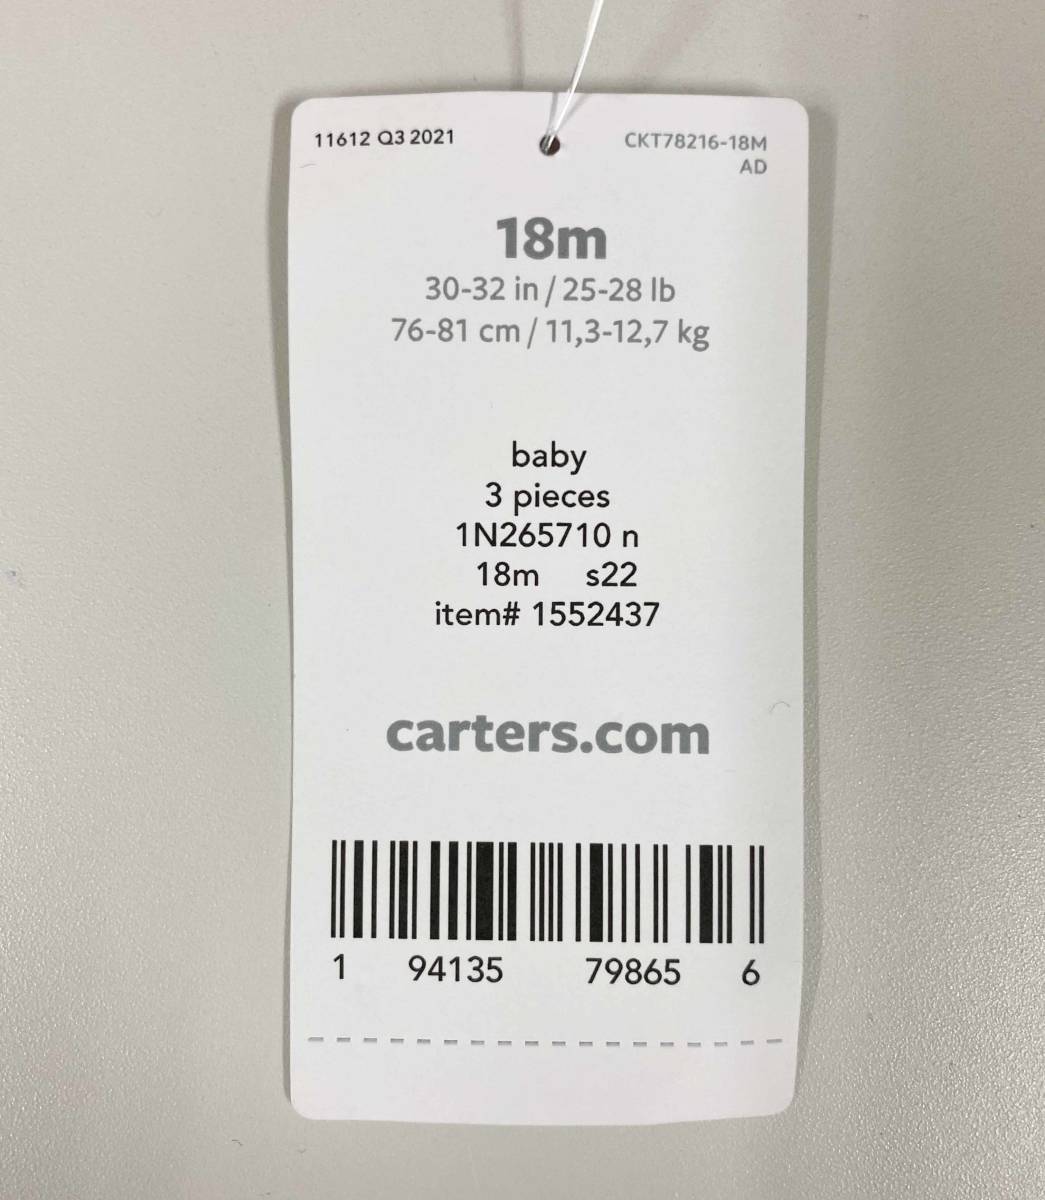 11612 Q3 2021
CKT78216-18M
AD
18m
30-32 in / 25-28 lb
76-81 cm / 11,3-12,7 kg
baby
3 pieces
1N265710 n
18m s22
item# 1552437
carters.com
1 94135 79865 6